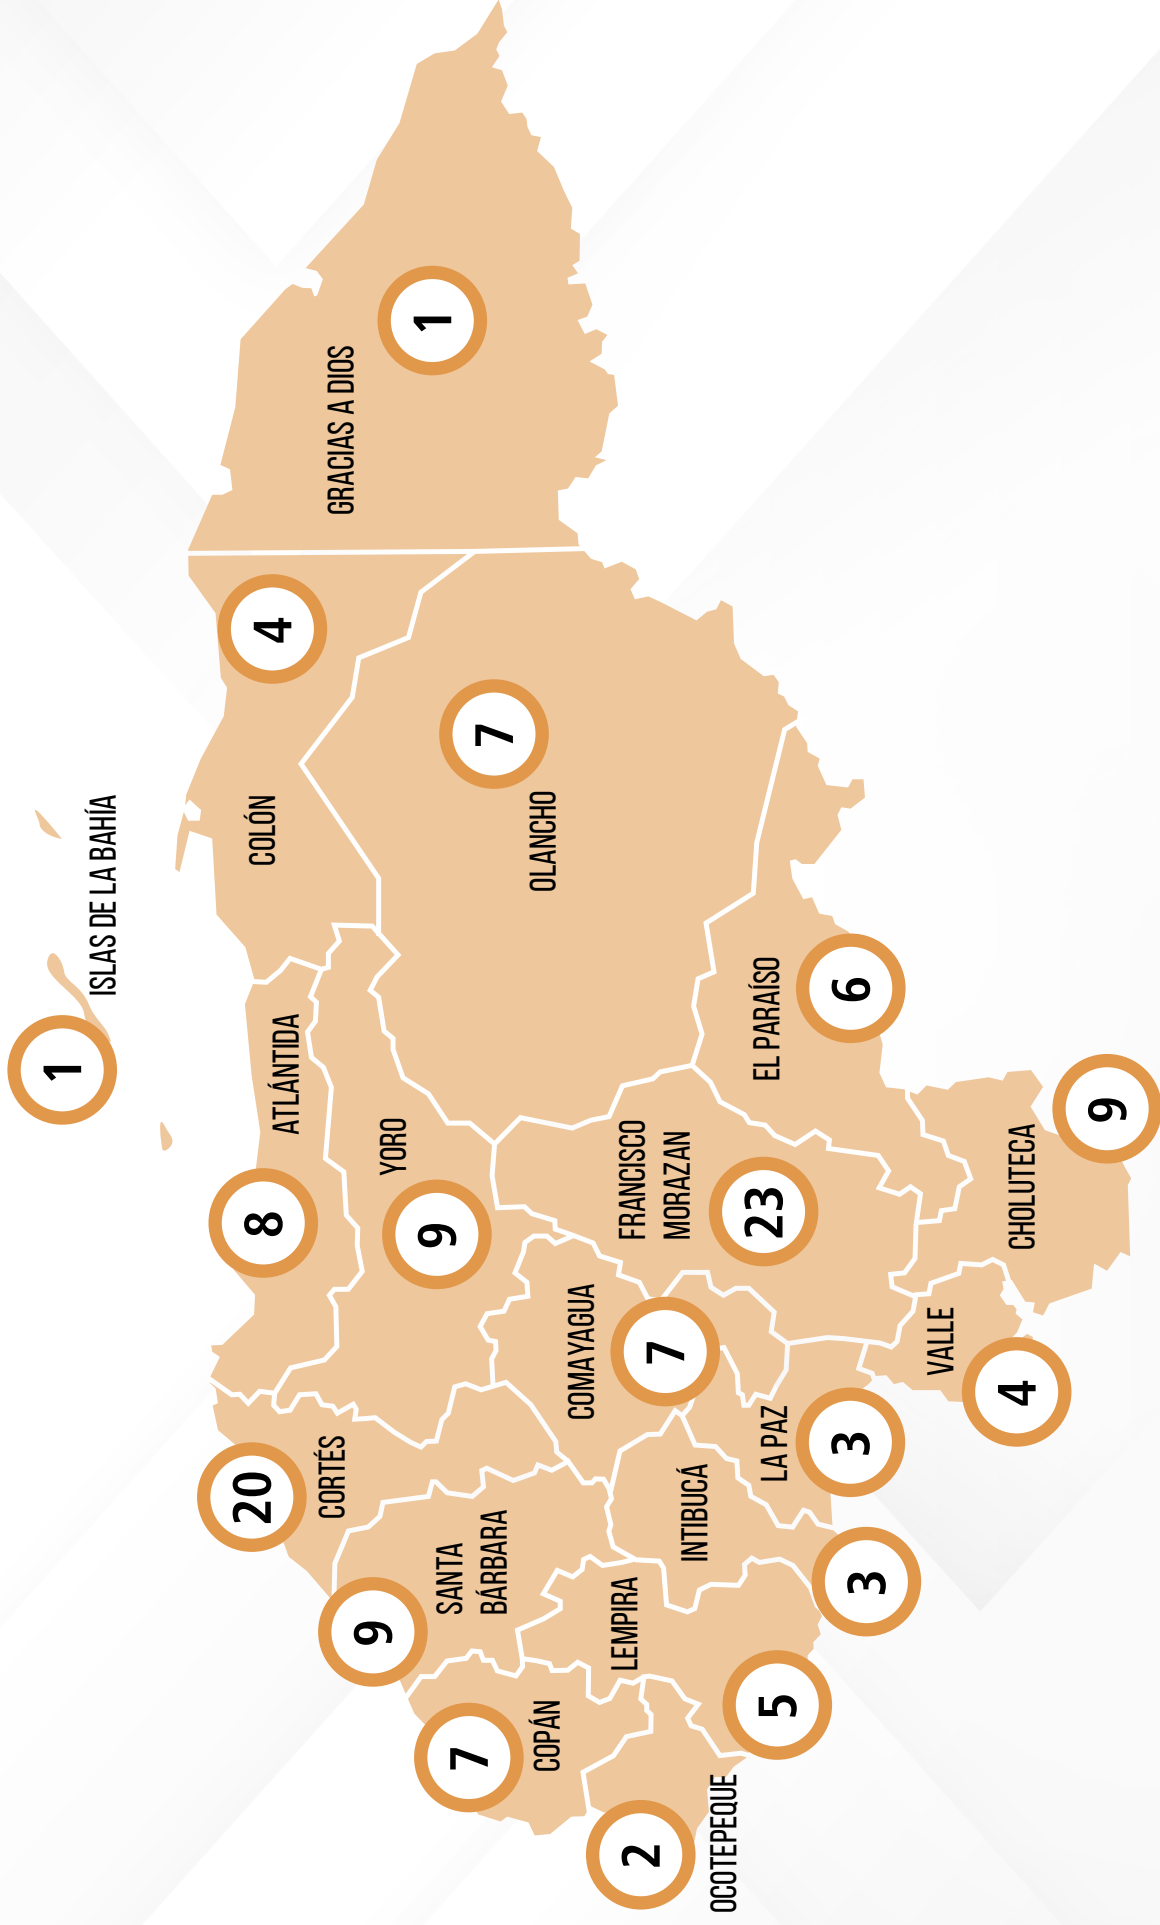 1
ISLAS DE LA BAHÍA
20
CORTÉS
8
ATLÁNTIDA
COLÓN
4
GRACIAS A DIOS
1
9
SANTA
BÁRBARA
YORO
9
7
COPÁN
OLANCHO
7
COMAYAGUA
7
FRANCISCO
MORAZAN
23
2
OCOTEPEQUE
LEMPIRA
5
INTIBUCÁ
3
LA PAZ
3
EL PARAÍSO
6
VALLE
4
CHOLUTECA
9